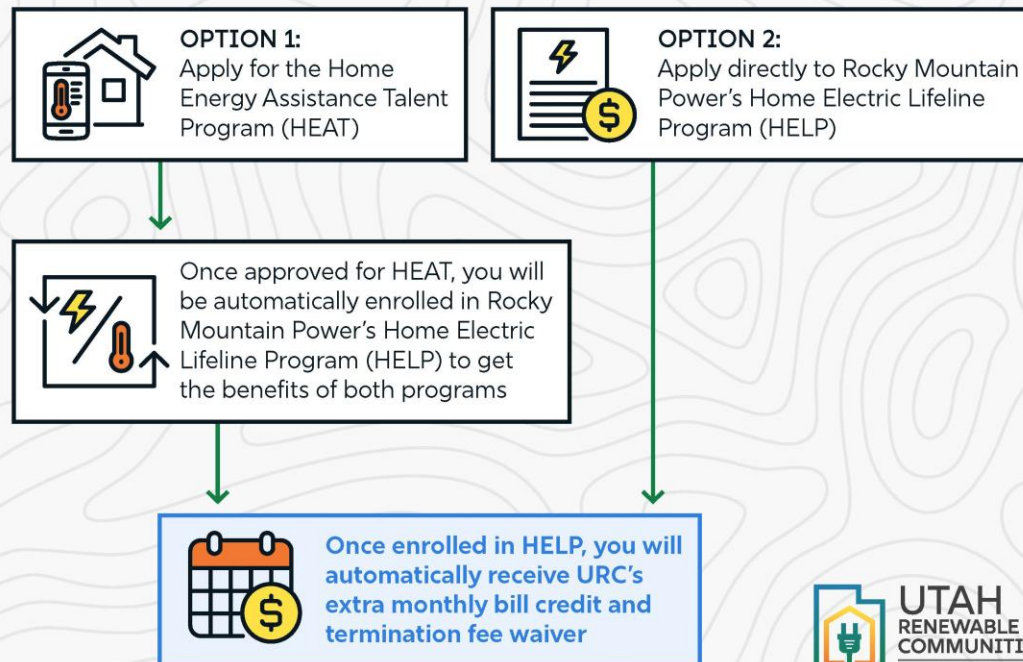 OPTION 1:
Apply for the Home
Energy Assistance Talent
Program (HEAT)
OPTION 2:
Apply directly to Rocky Mountain
Power's Home Electric Lifeline
Program (HELP)
Once approved for HEAT, you will
be automatically enrolled in Rocky
Mountain Power's Home Electric
Lifeline Program (HELP) to get
the benefits of both programs
$
$
Once enrolled in HELP, you will
automatically receive URC's
extra monthly bill credit and
termination fee waiver
UTAH
RENEWABLE
COMMUNITI